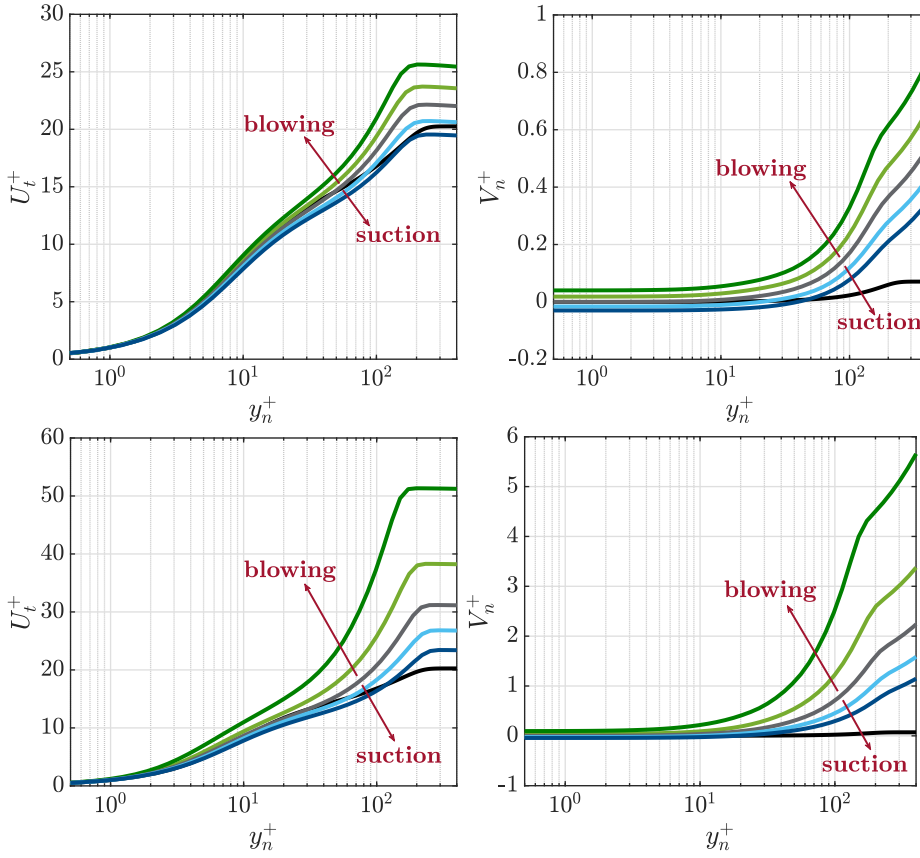 30
25
20
15
10
5
0
U_t^+
blowing
suction
10^0
10^1
10^2
y_n^+
1
0.8
0.6
0.4
0.2
0
-0.2
V_n^+
blowing
suction
10^0
10^1
10^2
y_n^+
60
50
40
30
20
10
0
U_t^+
blowing
suction
10^0
10^1
10^2
y_n^+
6
5
4
3
2
1
0
-1
V_n^+
blowing
suction
10^0
10^1
10^2
y_n^+